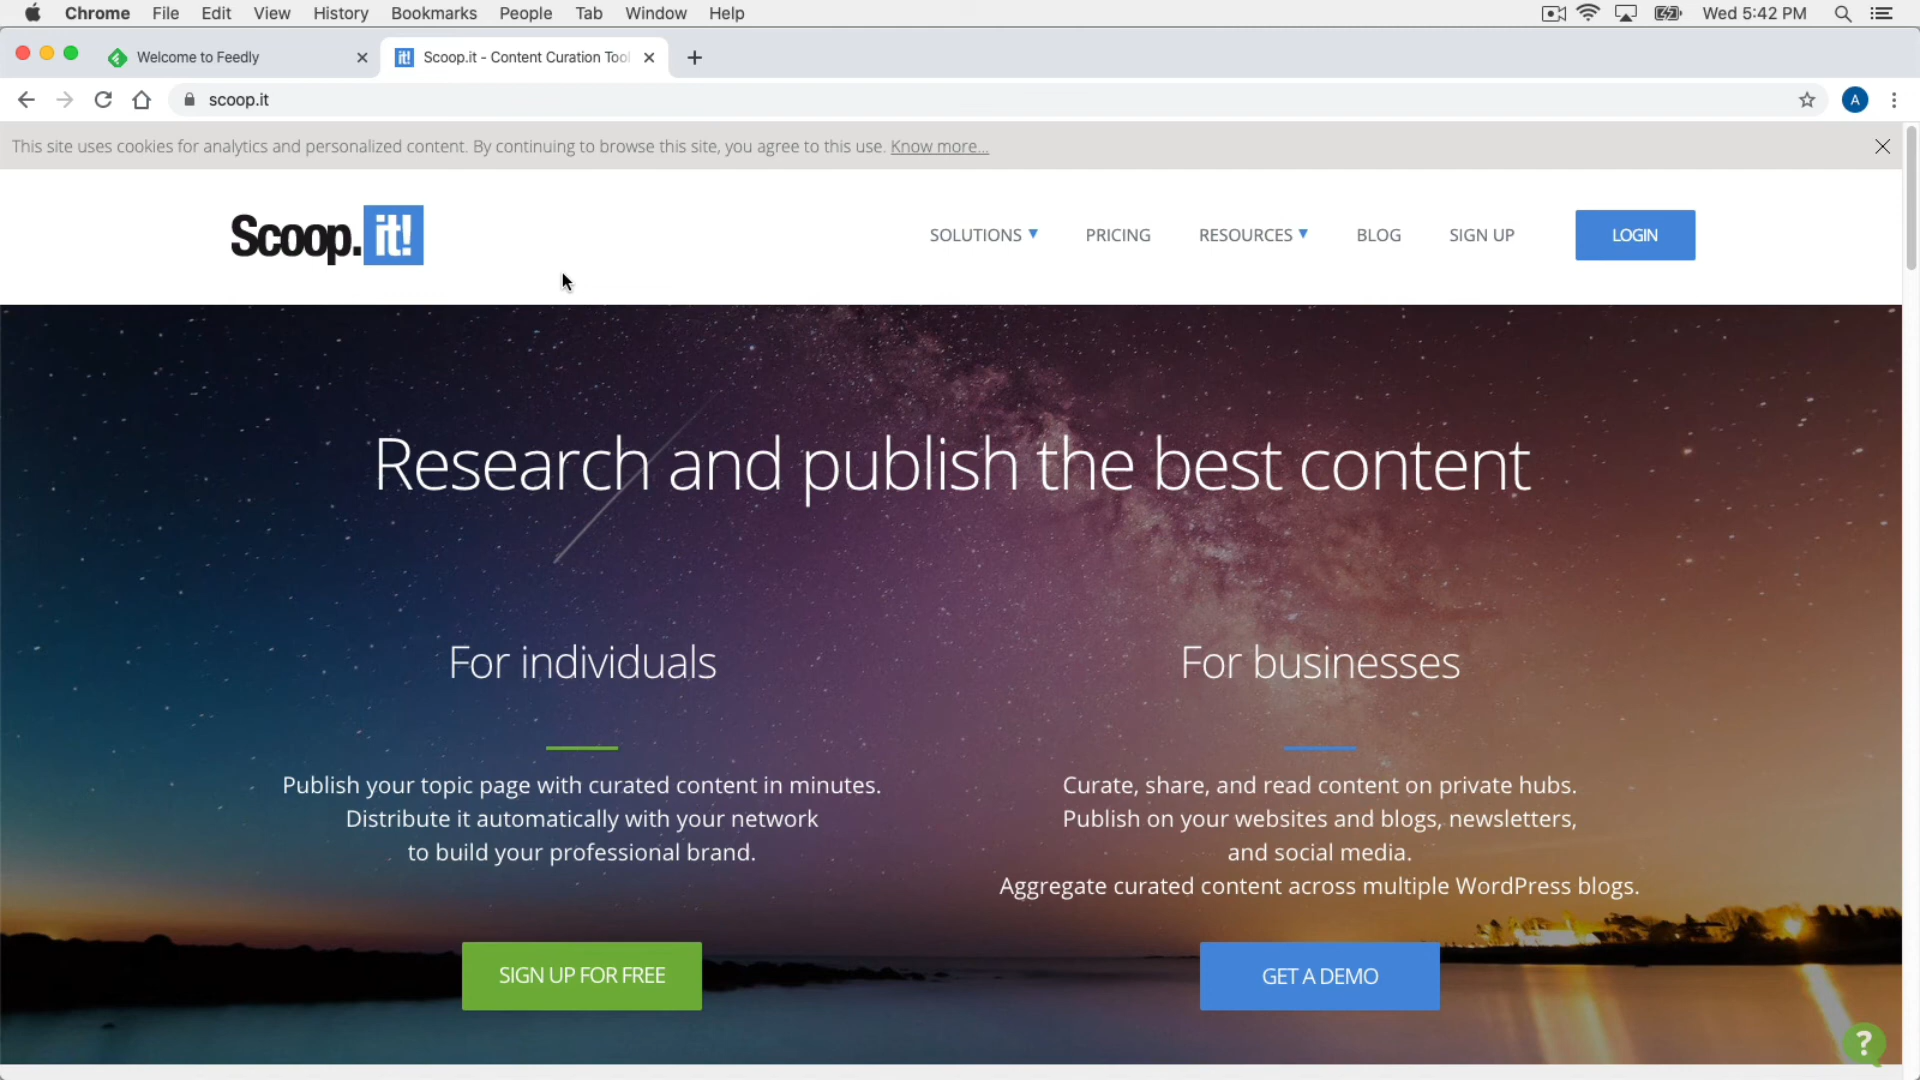 Chrome File Edit View History Bookmarks People Tab Window Help Wed 5:42 PM
Welcome to Feedly
it! Scoop.it - Content Curation Tool
scoop.it A
This site uses cookies for analytics and personalized content. By continuing to browse this site, you agree to this use. Know more...
Scoop.it!
SOLUTIONS PRICING RESOURCES BLOG SIGN UP LOGIN
Research and publish the best content
For individuals
Publish your topic page with curated content in minutes.
Distribute it automatically with your network
to build your professional brand.
SIGN UP FOR FREE
For businesses
Curate, share, and read content on private hubs.
Publish on your websites and blogs, newsletters,
and social media.
Aggregate curated content across multiple WordPress blogs.
GET A DEMO
?